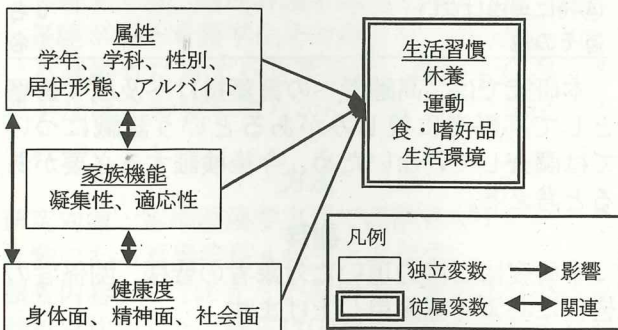 属性
学年、学科、性別、
居住形態、アルバイト
家族機能
凝集性、適応性
健康度
身体面、精神面、社会面
生活習慣
休養
運動
食・嗜好品
生活環境
凡例
独立変数
影響
従属変数
関連